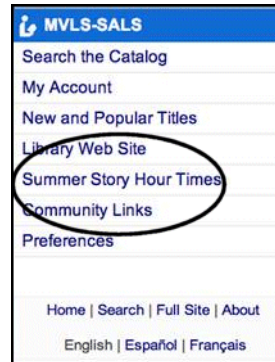 MVLS-SALS
Search the Catalog
My Account
New and Popular Titles
Library Web Site
Summer Story Hour Times
Community Links
Preferences
Home | Search | Full Site | About
English | Español | Français